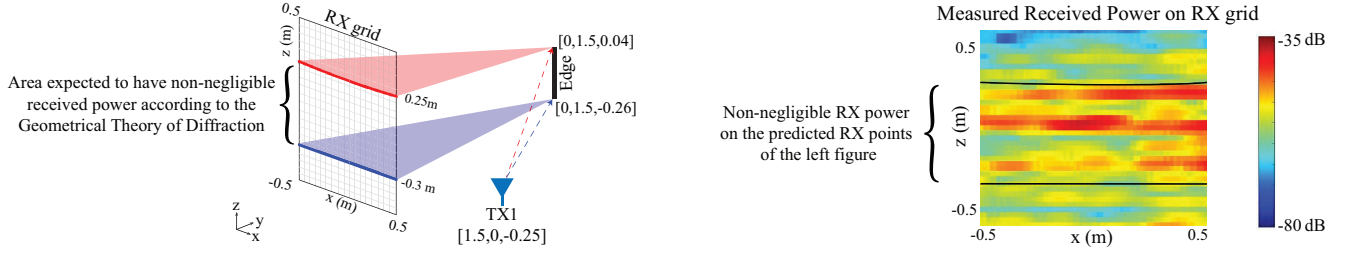 0.5
RX grid
z (m)
[0,1.5,0.04]
Edge
Area expected to have non-negligible
received power according to the
Geometrical Theory of Diffraction
0.25m
[0,1.5,-0.26]
-0.3 m
-0.5
x (m)
0.5
TX1
[1.5,0,-0.25]
z
y
x
Measured Received Power on RX grid
-35 dB
0.5
Non-negligible RX power
on the predicted RX points
of the left figure
z (m)
-0.5
-80 dB
-0.5
x (m)
0.5